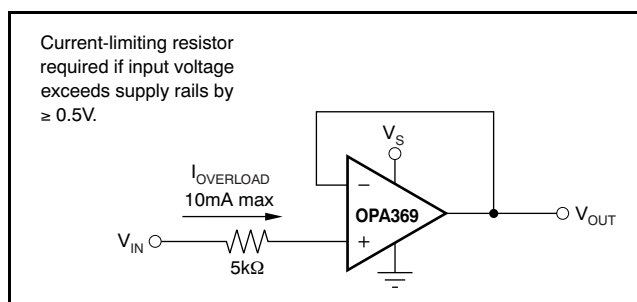 Current-limiting resistor
required if input voltage
exceeds supply rails by
≥ 0.5V.
V_S
I_OVERLOAD
10mA max
−
OPA369
V_OUT
V_IN
+
5kΩ